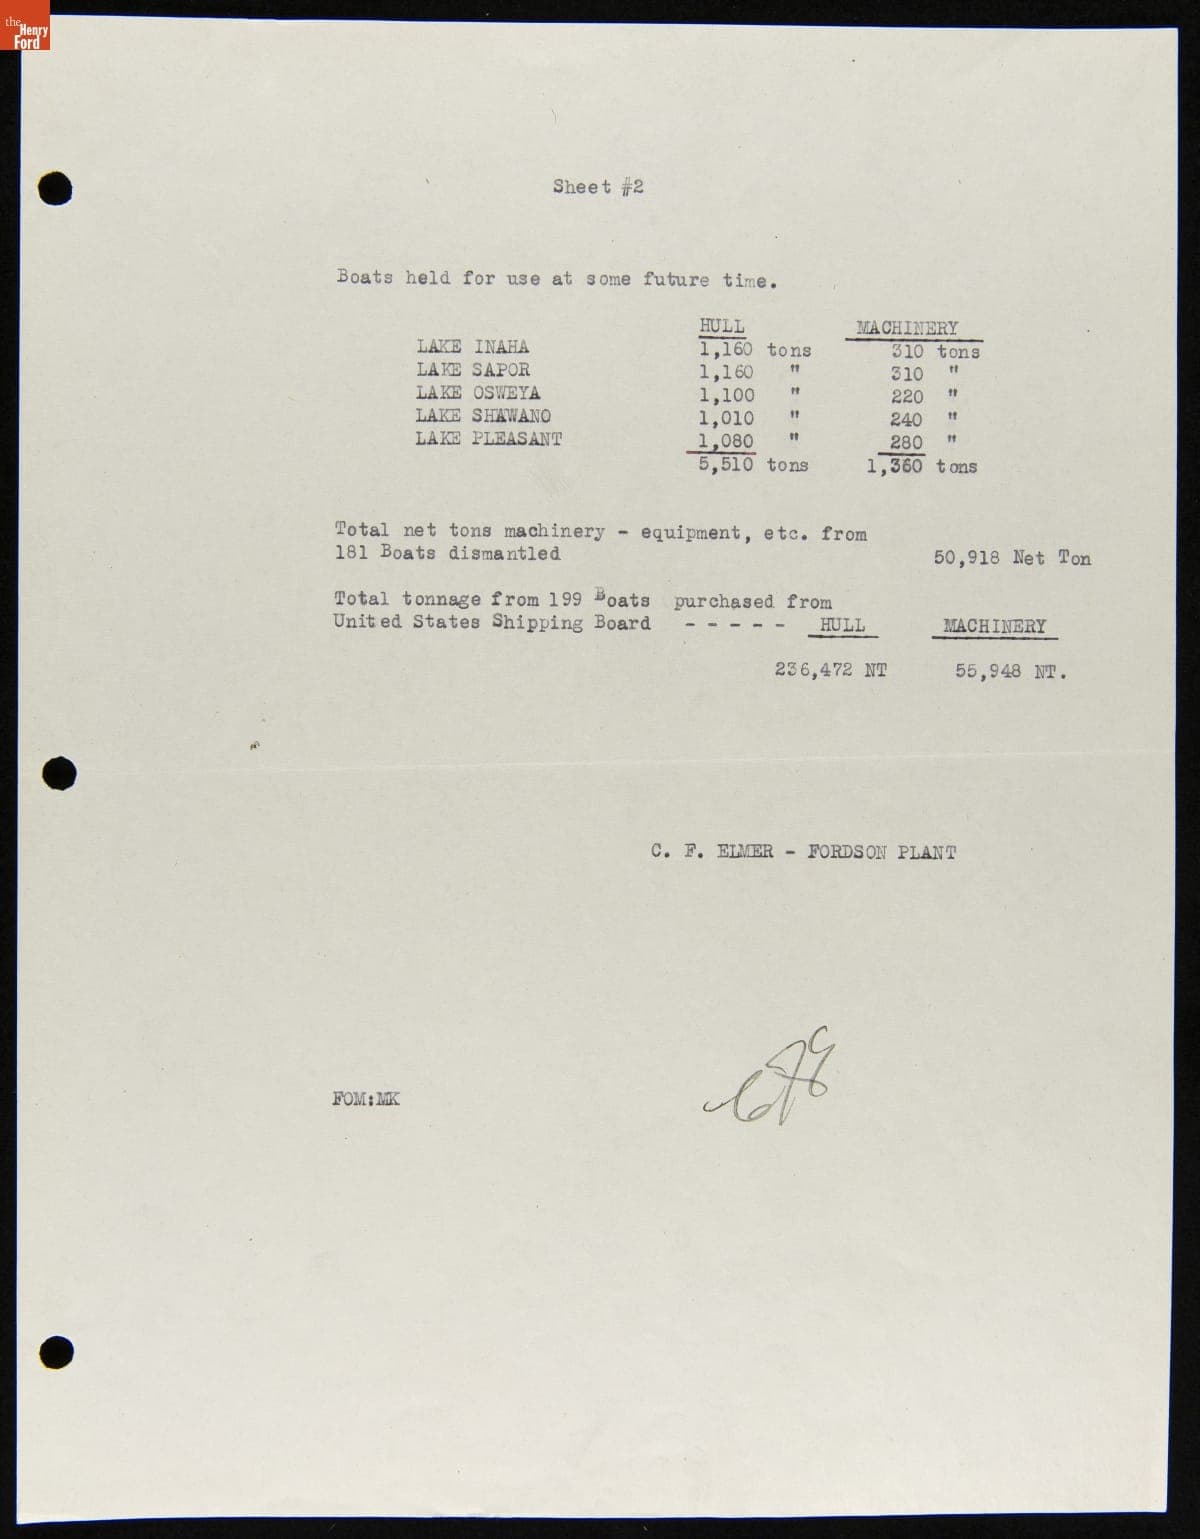 the
Henry
Ford
Sheet #2
Boats held for use at some future time.
HULL MACHINERY
LAKE INAHA 1,160 tons 310 tons
LAKE SAPOR 1,160 " 310 "
LAKE OSWEYA 1,100 " 220 "
LAKE SHAWANO 1,010 " 240 "
LAKE PLEASANT 1,080 " 280 "
5,510 tons 1,360 tons
Total net tons machinery - equipment, etc. from
181 Boats dismantled 50,918 Net Ton
Total tonnage from 199 Boats purchased from
United States Shipping Board - - - - - HULL MACHINERY
236,472 NT 55,948 NT.
C. F. ELMER - FORDSON PLANT
CFE
FOM:MK